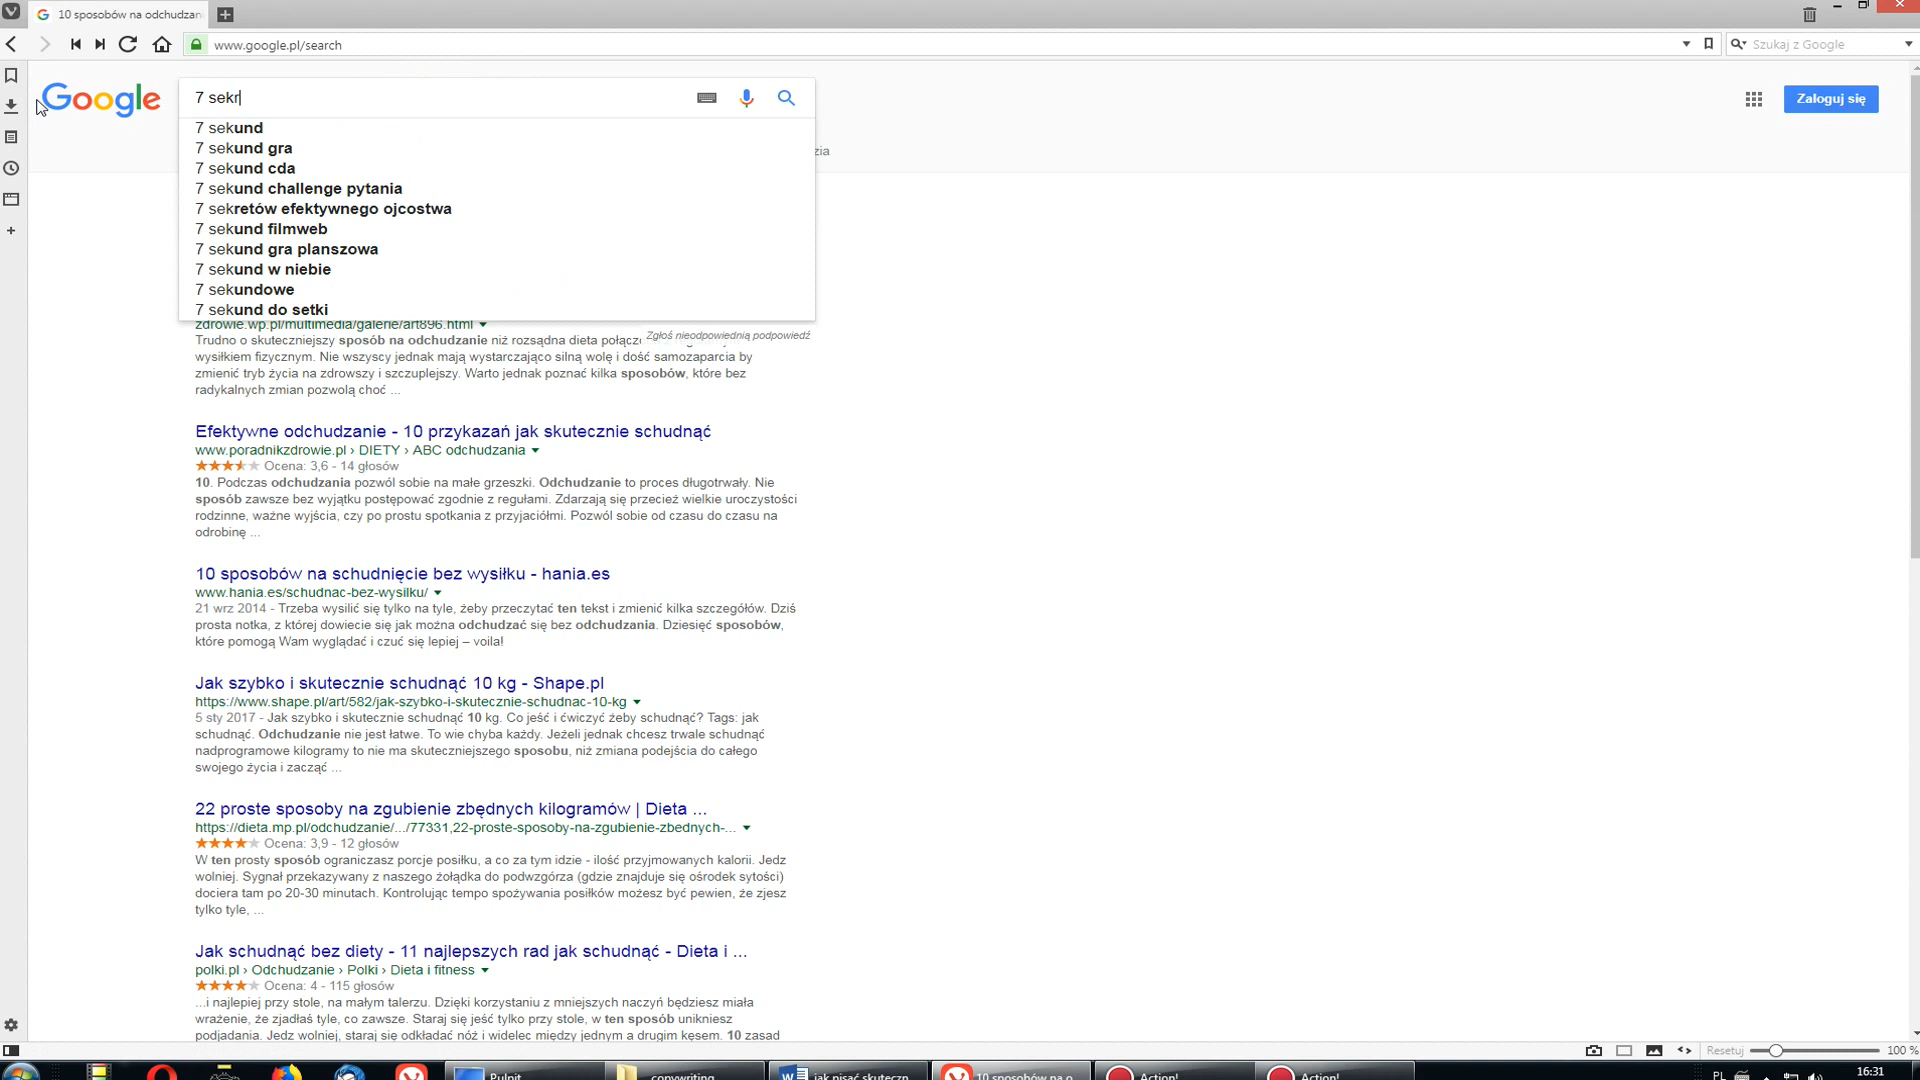 10 sposobów na odchudzan
www.google.pl/search
Szukaj z Google
Google
7 sekr
Zaloguj się
7 sekund
7 sekund gra
7 sekund cda
zia
7 sekund challenge pytania
7 sekretów efektywnego ojcostwa
7 sekund filmweb
7 sekund gra planszowa
7 sekund w niebie
7 sekundowe
7 sekund do setki
zdrowie.wp.pl/multimedia/galerie/art896.html
Zgłoś nieodpowiednią podpowiedź
Trudno o skuteczniejszy sposób na odchudzanie niż rozsądna dieta połącz
wysiłkiem fizycznym. Nie wszyscy jednak mają wystarczająco silną wolę i dość samozaparcia by
zmienić tryb życia na zdrowszy i szczuplejszy. Warto jednak poznać kilka sposobów, które bez
radykalnych zmian pozwolą choć ...
Efektywne odchudzanie - 10 przykazań jak skutecznie schudnąć
www.poradnikzdrowie.pl › DIETY › ABC odchudzania
Ocena: 3,6 - 14 głosów
10. Podczas odchudzania pozwól sobie na małe grzeszki. Odchudzanie to proces długotrwały. Nie
sposób zawsze bez wyjątku postępować zgodnie z regułami. Zdarzają się przecież wielkie uroczystości
rodzinne, ważne wyjścia, czy po prostu spotkania z przyjaciółmi. Pozwól sobie od czasu do czasu na
odrobinę ...
10 sposobów na schudnięcie bez wysiłku - hania.es
www.hania.es/schudnac-bez-wysilku/
21 wrz 2014 - Trzeba wysilić się tylko na tyle, żeby przeczytać ten tekst i zmienić kilka szczegółów. Dziś
prosta notka, z której dowiecie się jak można odchudzać się bez odchudzania. Dziesięć sposobów,
które pomogą Wam wyglądać i czuć się lepiej – voila!
Jak szybko i skutecznie schudnąć 10 kg - Shape.pl
https://www.shape.pl/art/582/jak-szybko-i-skutecznie-schudnac-10-kg
5 sty 2017 - Jak szybko i skutecznie schudnąć 10 kg. Co jeść i ćwiczyć żeby schudnąć? Tags: jak
schudnąć. Odchudzanie nie jest łatwe. To wie chyba każdy. Jeżeli jednak chcesz trwale schudnąć
nadprogramowe kilogramy to nie ma skuteczniejszego sposobu, niż zmiana podejścia do całego
swojego życia i zacząć ...
22 proste sposoby na zgubienie zbędnych kilogramów | Dieta ...
https://dieta.mp.pl/odchudzanie/.../77331,22-proste-sposoby-na-zgubienie-zbednych-...
Ocena: 3,9 - 12 głosów
W ten prosty sposób ograniczasz porcje posiłku, a co za tym idzie - ilość przyjmowanych kalorii. Jedz
wolniej. Sygnał przekazywany z naszego żołądka do podwzgórza (gdzie znajduje się ośrodek sytości)
dociera tam po 20-30 minutach. Kontrolując tempo spożywania posiłków możesz być pewien, że zjesz
tylko tyle, ...
Jak schudnąć bez diety - 11 najlepszych rad jak schudnąć - Dieta i ...
polki.pl › Odchudzanie › Polki › Dieta i fitness
Ocena: 4 - 115 głosów
...i najlepiej przy stole, na małym talerzu. Dzięki korzystaniu z mniejszych naczyń będziesz miała
wrażenie, że zjadłaś tyle, co zawsze. Staraj się jeść tylko przy stole, w ten sposób unikniesz
podjadania. Jedz wolniej, staraj się odkładać nóż i widelec między jednym a drugim kęsem. 10 zasad
Resetuj
100 %
Pulpit
copywriting
jak pisać skuteczn
10 sposobów na o
Action!
Action!
PL
16:31